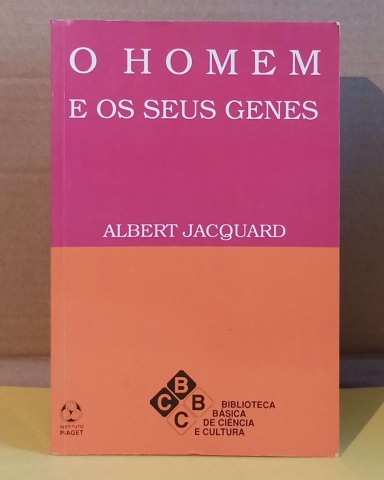 O HOMEM
E OS SEUS GENES
ALBERT JACQUARD
B
C B
C
BIBLIOTECA
BÁSICA
DE CIÊNCIA
E CULTURA
INSTITUTO
PIAGET